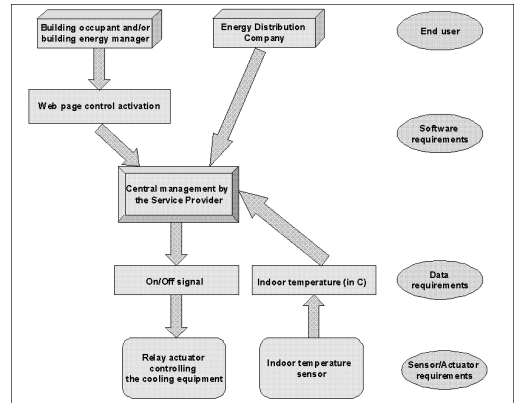 Building occupant and/or
building energy manager
Energy Distribution
Company
End user
Web page control activation
Software
requirements
Central management by
the Service Provider
On/Off signal
Indoor temperature (in C)
Data
requirements
Relay actuator
controlling
the cooling equipment
Indoor temperature
sensor
Sensor/Actuator
requirements